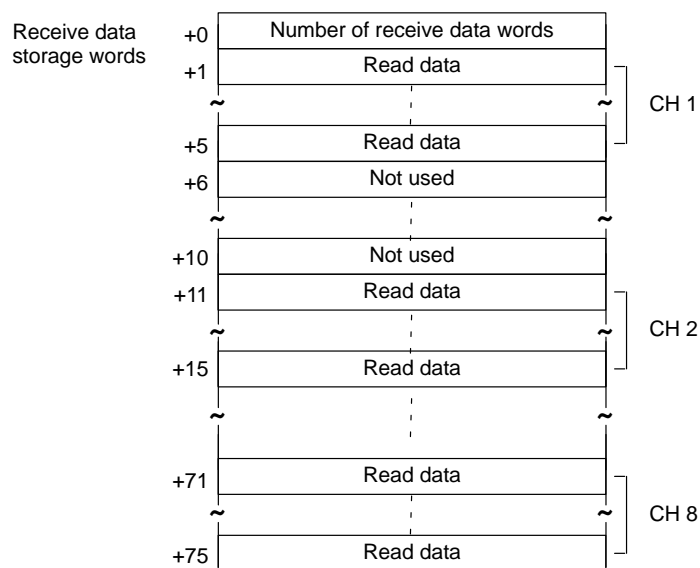 Receive data
storage words
+0 Number of receive data words
+1 Read data
CH 1
+5 Read data
+6 Not used
+10 Not used
+11 Read data
CH 2
+15 Read data
+71 Read data
CH 8
+75 Read data